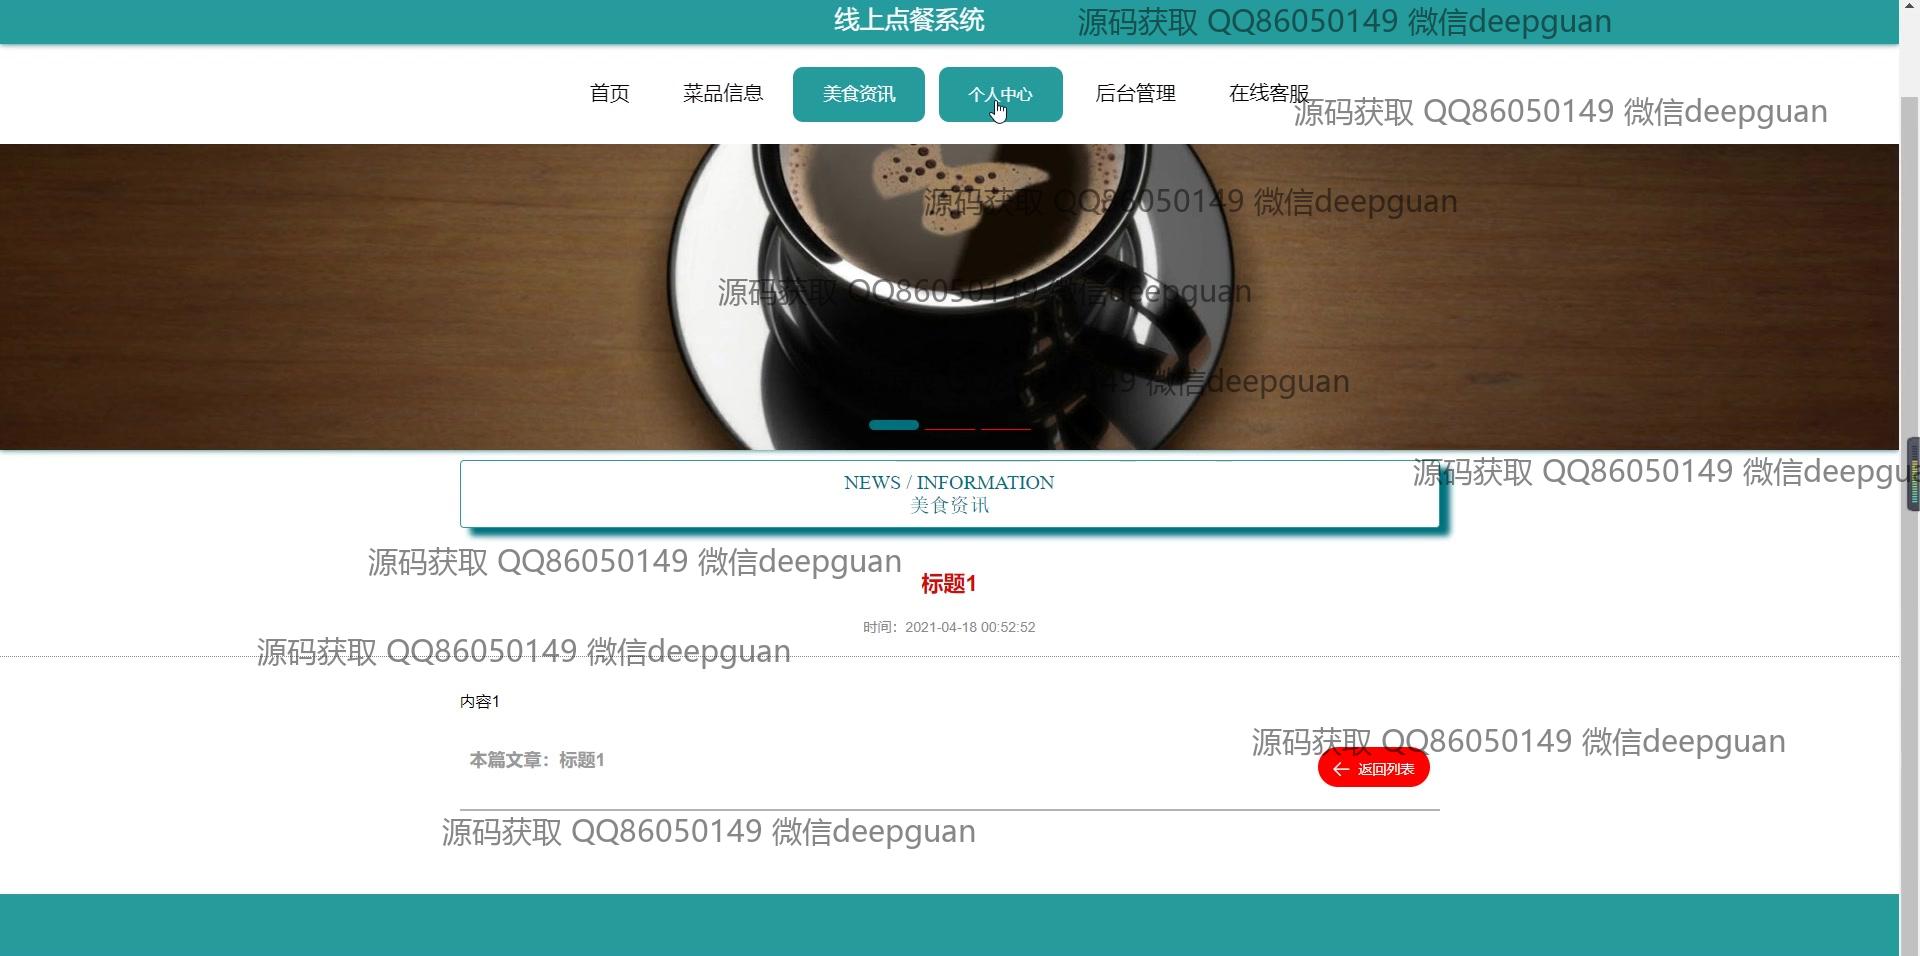 线上点餐系统
源码获取 QQ86050149 微信deepguan
首页 菜品信息 美食资讯 个人中心 后台管理 在线客服
源码获取 QQ86050149 微信deepguan
源码获取 QQ86050149 微信deepguan
源码获取 QQ86050149 微信deepguan
49 微信deepguan
NEWS / INFORMATION
美食资讯
源码获取 QQ86050149 微信deepgu
源码获取 QQ86050149 微信deepguan
标题1
时间：2021-04-18 00:52:52
源码获取 QQ86050149 微信deepguan
内容1
源码获取 QQ86050149 微信deepguan
本篇文章：标题1
返回列表
源码获取 QQ86050149 微信deepguan